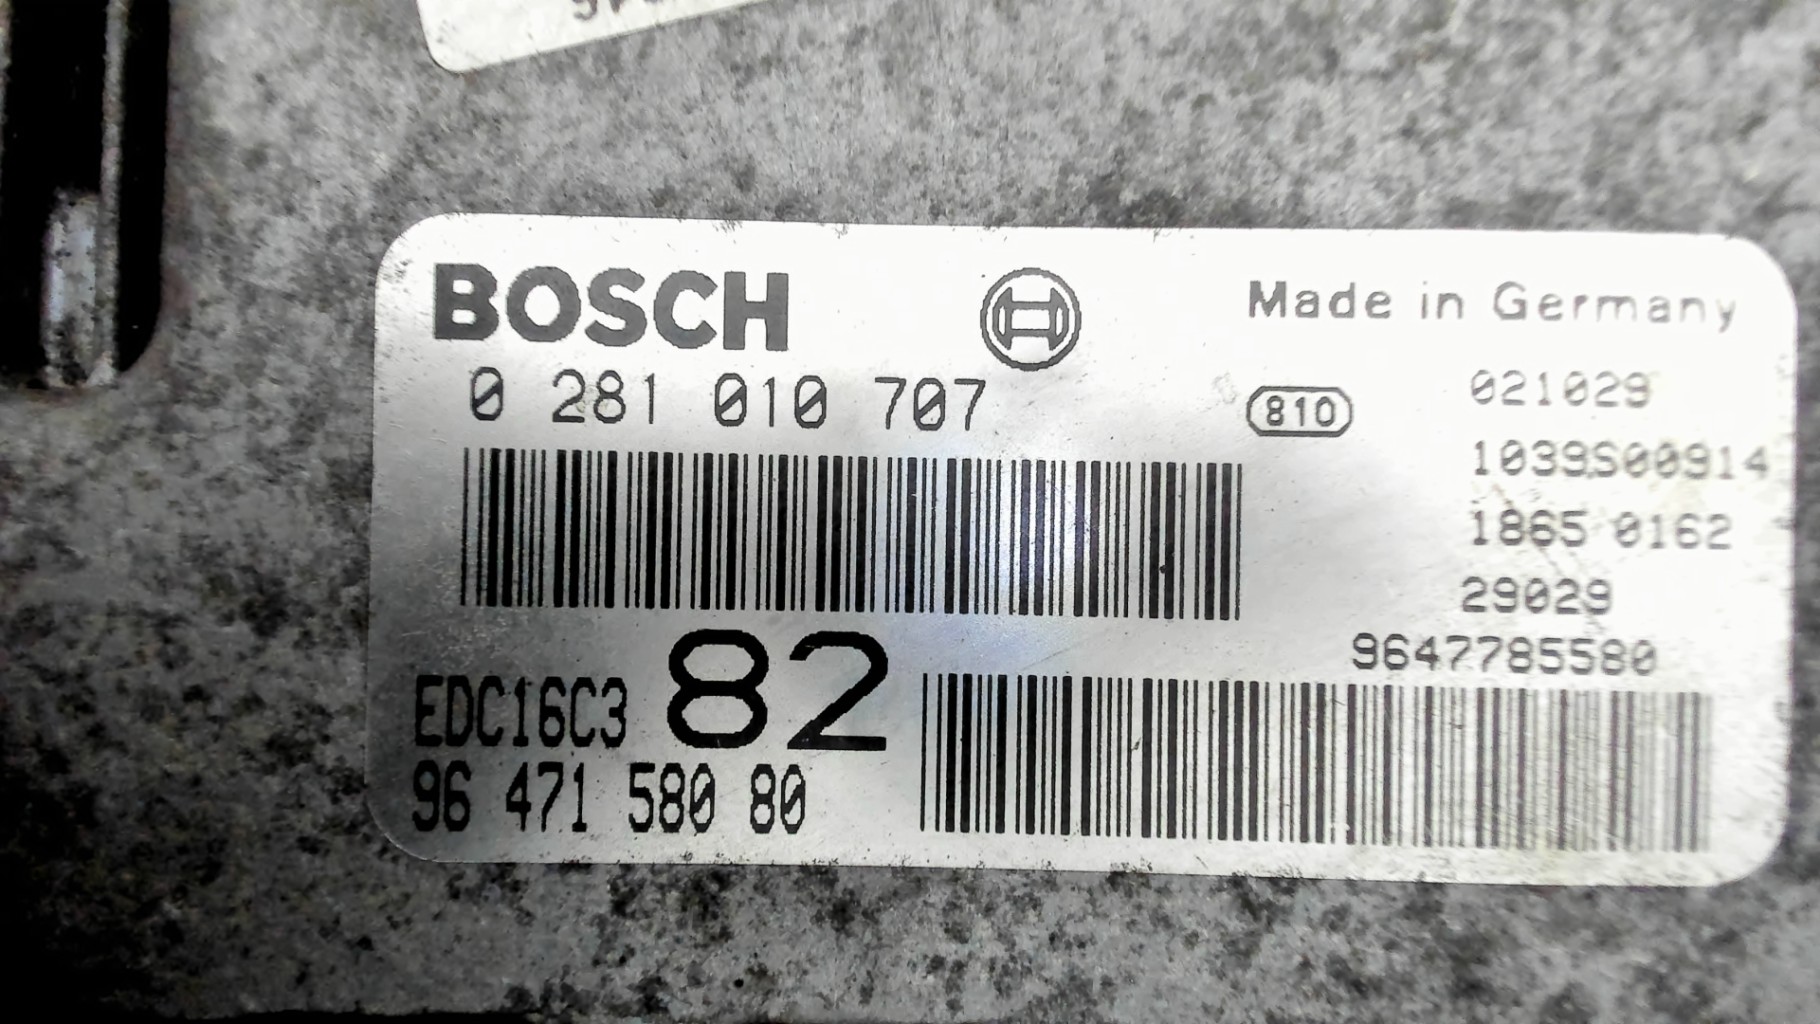 BOSCH
Made in Germany
0 281 010 707
810
021029
1039S00914
1865 0162
29029
9647785580
EDC16C3 82
96 471 580 80